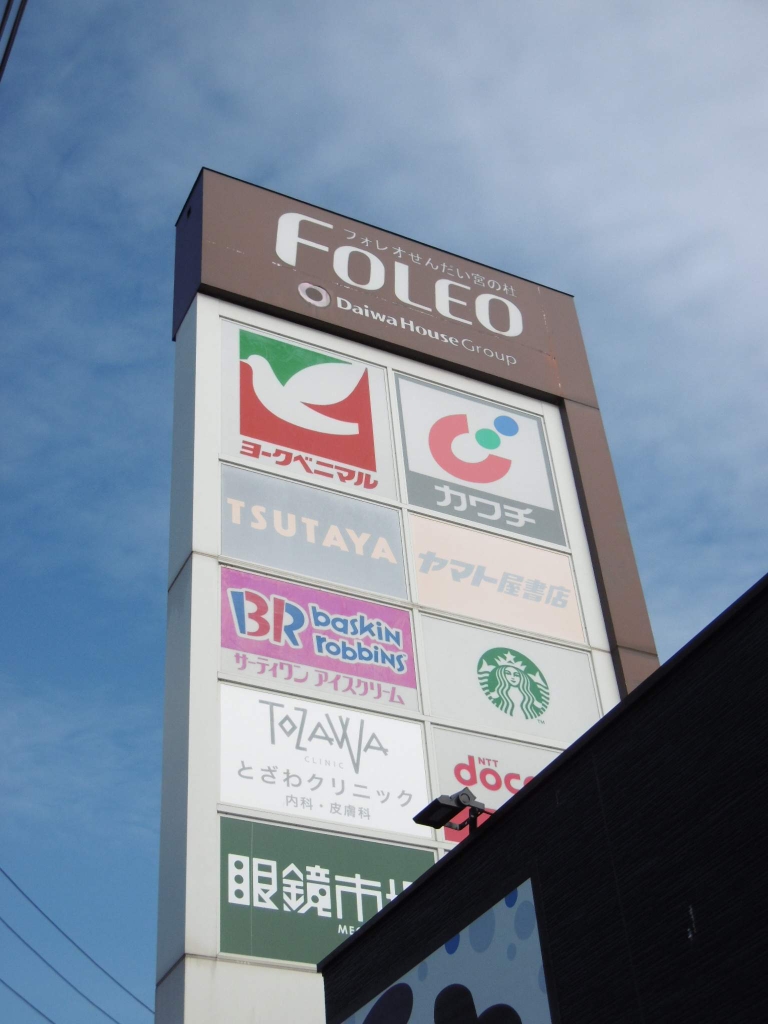 フォレオせんだい宮の杜
FOLEO
DaiwaHouseGroup
ヨークベニマル
カワチ
TSUTAYA
ヤマト屋書店
BR baskin
robbins
サーティワン アイスクリーム
TOZAWA
CLINIC
とざわクリニック
内科・皮膚科
NTT
doco
眼鏡市